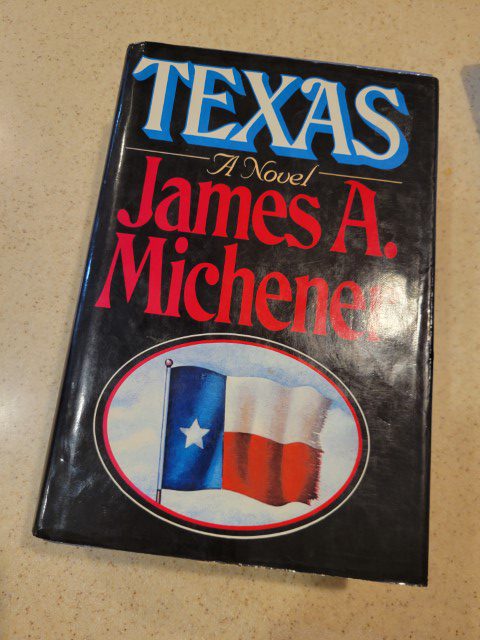 TEXAS
A Novel
James A.
Michener